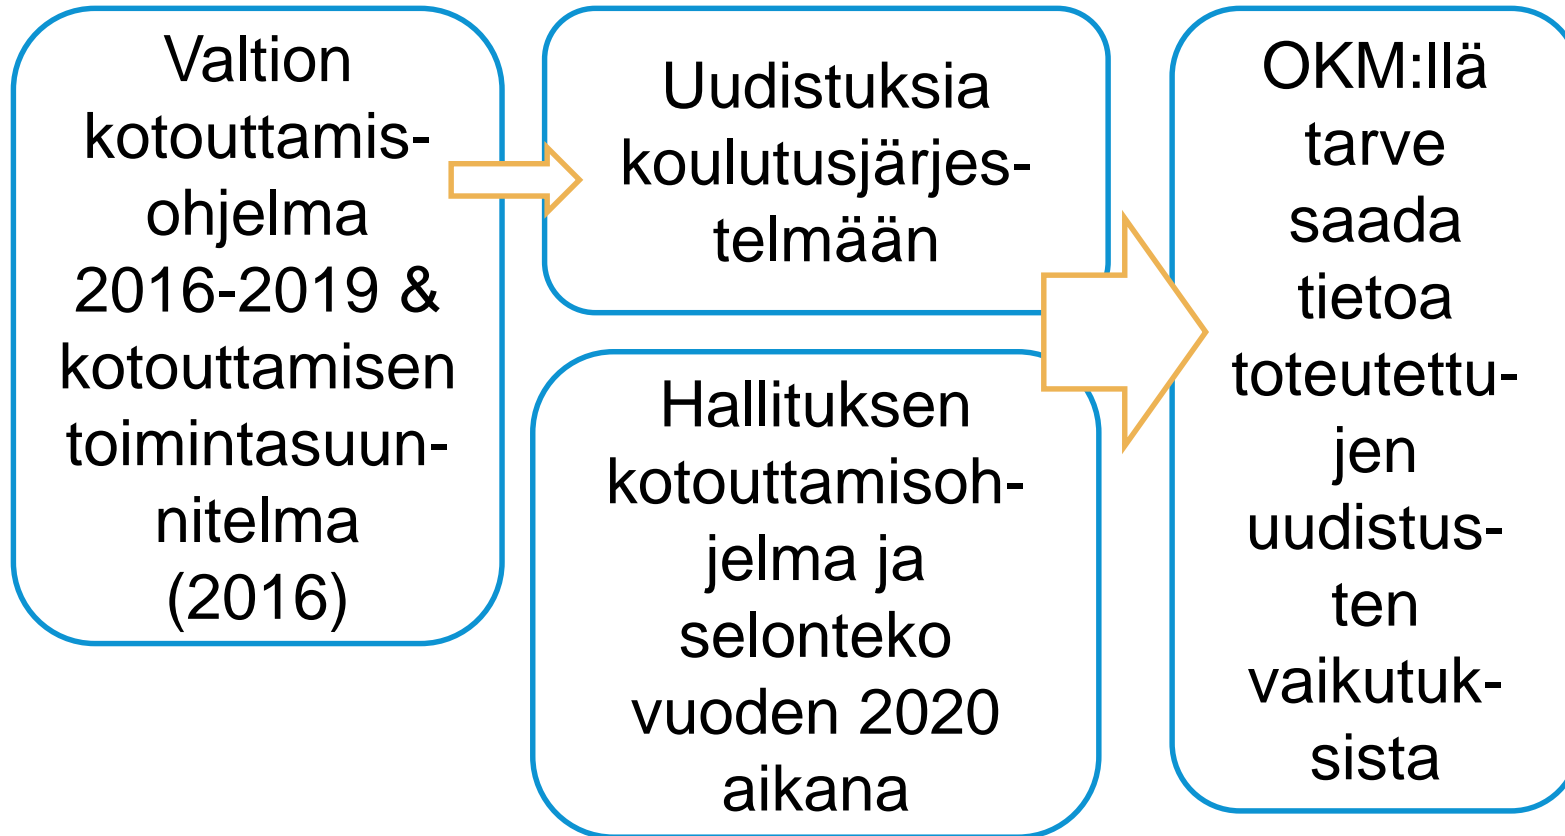 Valtion
kotouttamis-
ohjelma
2016-2019 &
kotouttamisen
toimintasuun-
nitelma
(2016)
Uudistuksia
koulutusjärjes-
telmään
Hallituksen
kotouttamisoh-
jelma ja
selonteko
vuoden 2020
aikana
OKM:llä
tarve
saada
tietoa
toteutettu-
jen
uudistus-
ten
vaikutuk-
sista